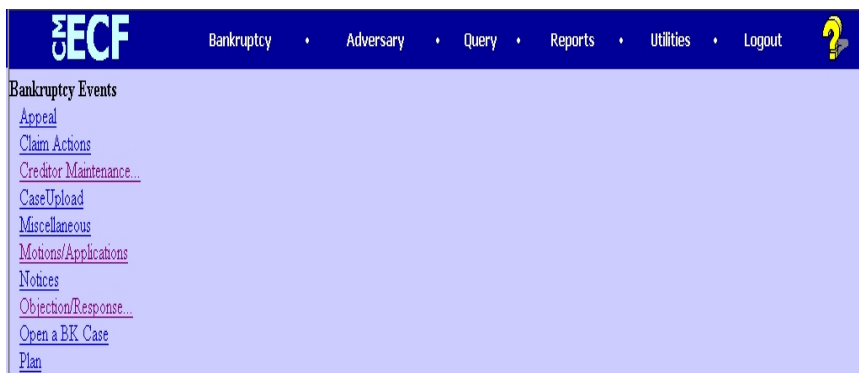 CM ECF Bankruptcy • Adversary • Query • Reports • Utilities • Logout ?
Bankruptcy Events
Appeal
Claim Actions
Creditor Maintenance...
CaseUpload
Miscellaneous
Motions/Applications
Notices
Objection/Response...
Open a BK Case
Plan